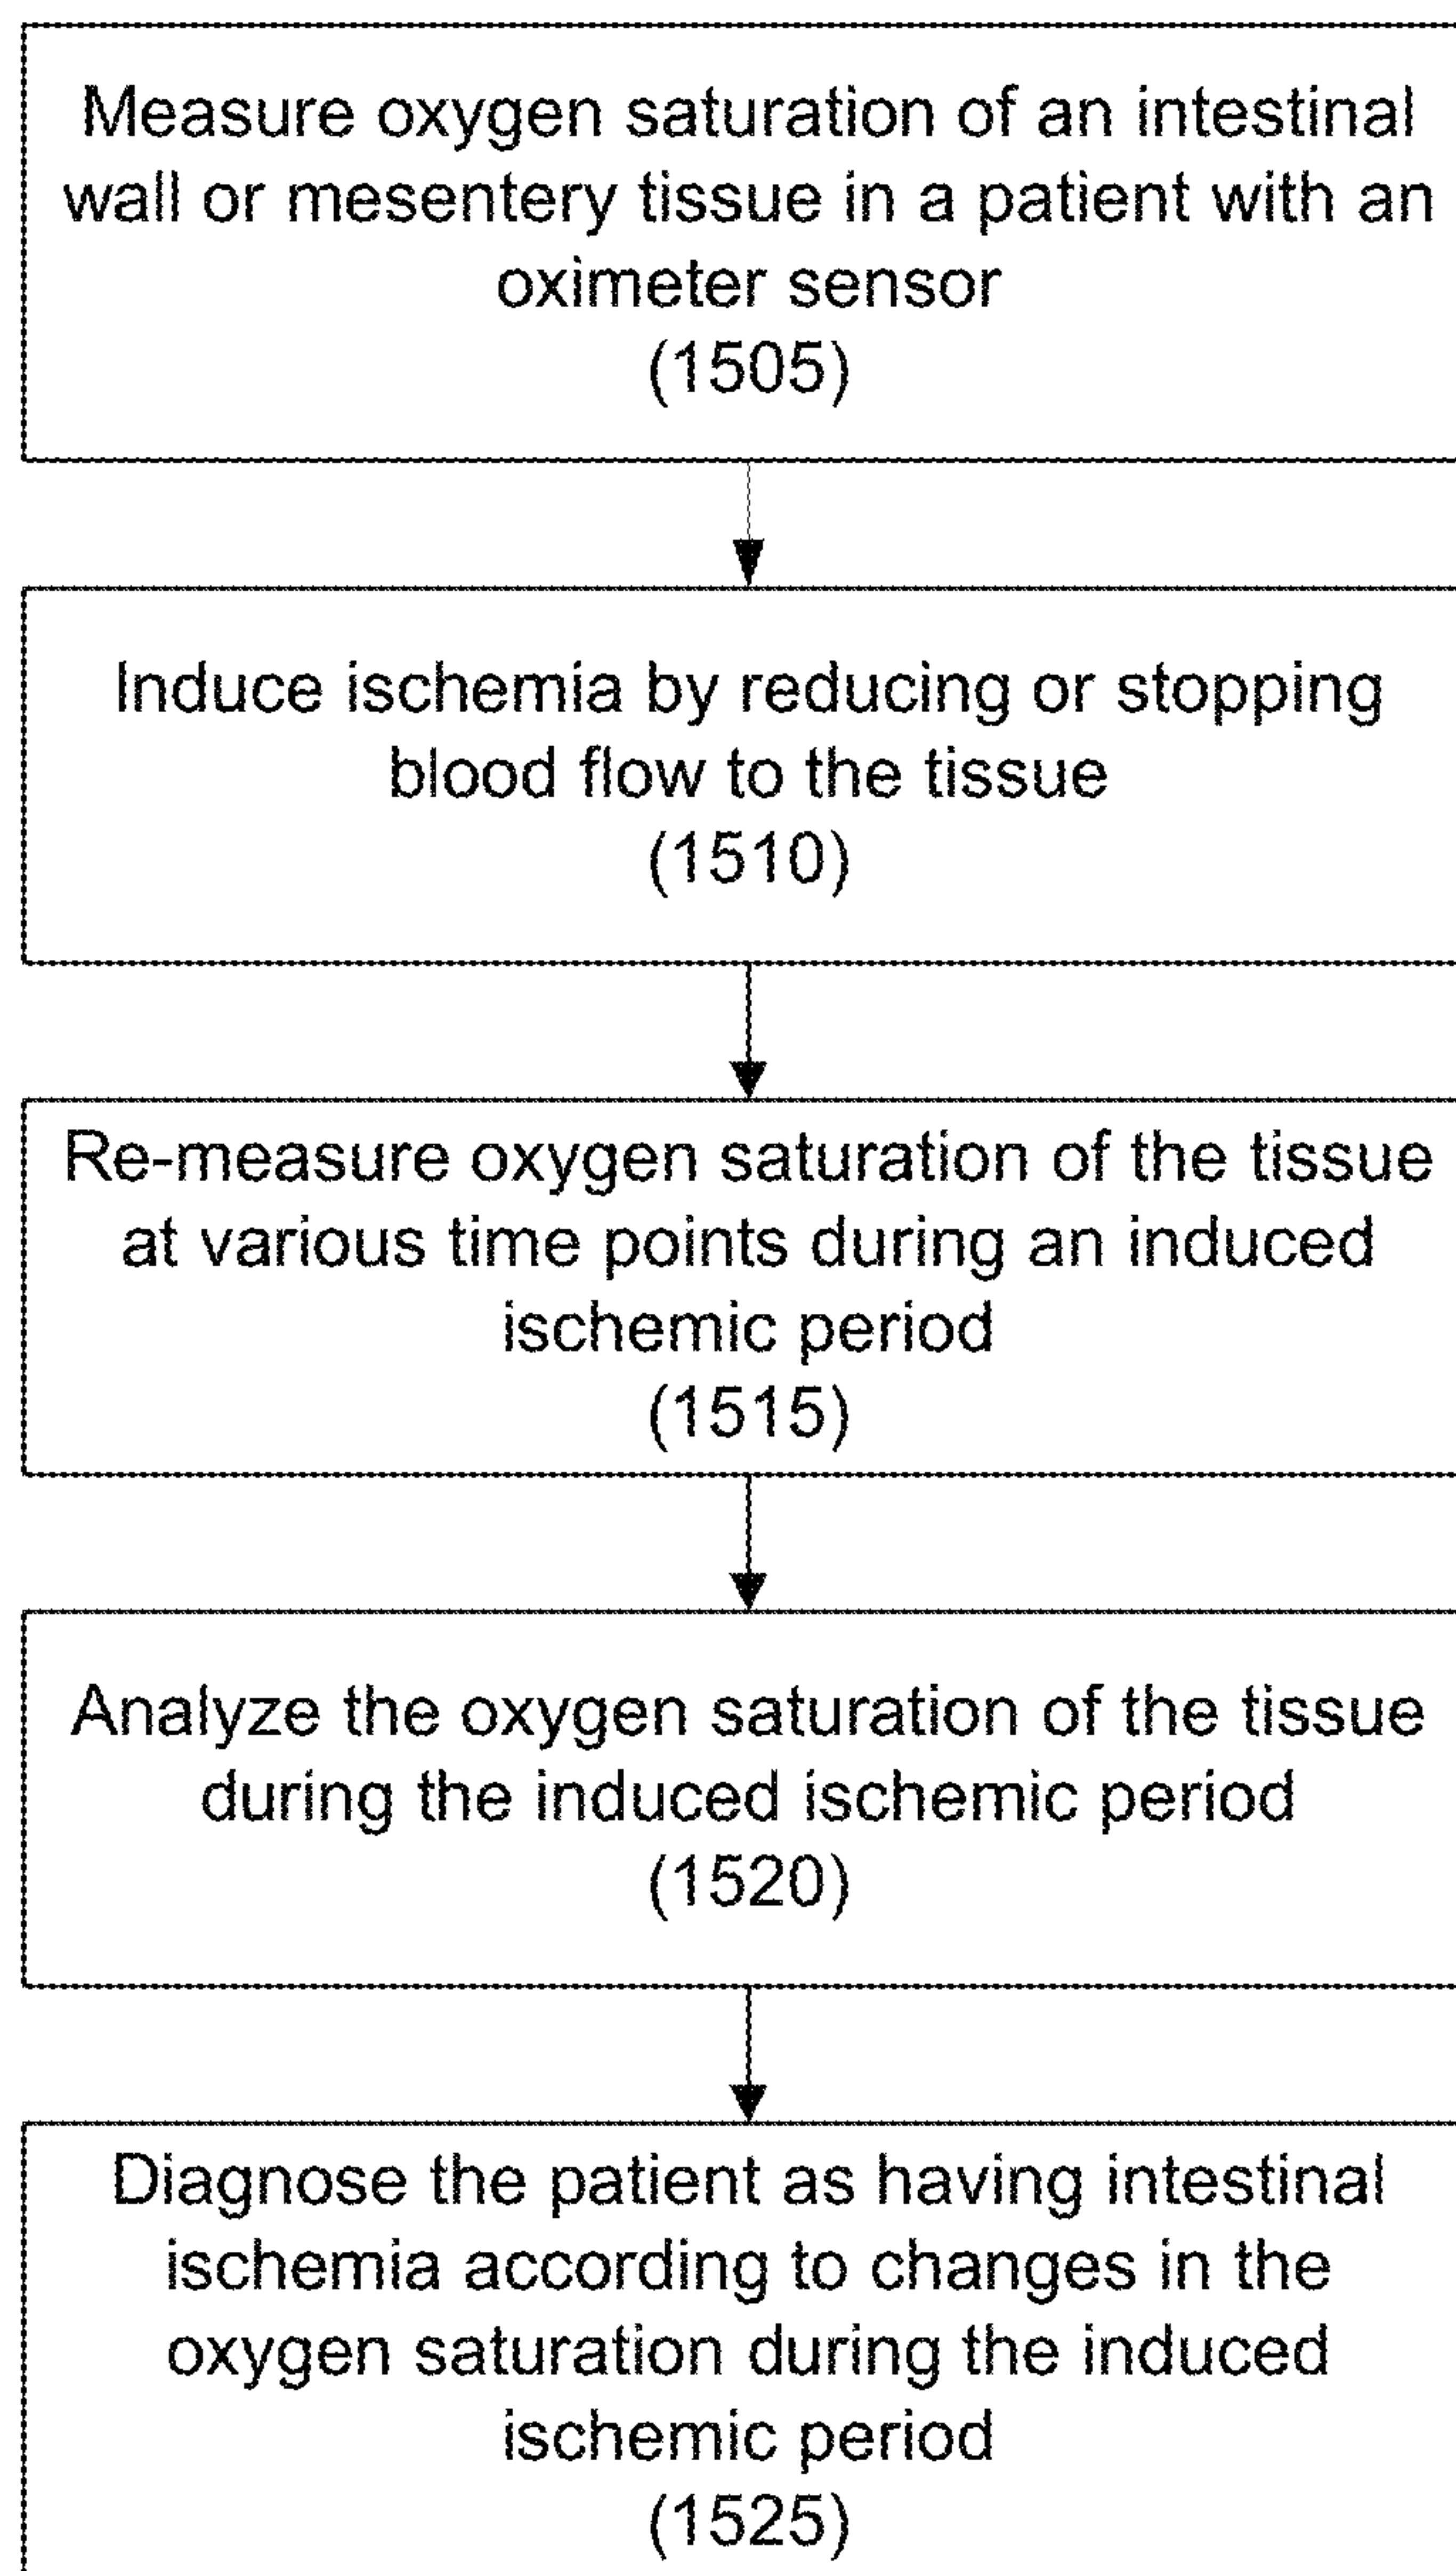 Measure oxygen saturation of an intestinal
wall or mesentery tissue in a patient with an
oximeter sensor
(1505)
Induce ischemia by reducing or stopping
blood flow to the tissue
(1510)
Re-measure oxygen saturation of the tissue
at various time points during an induced
ischemic period
(1515)
Analyze the oxygen saturation of the tissue
during the induced ischemic period
(1520)
Diagnose the patient as having intestinal
ischemia according to changes in the
oxygen saturation during the induced
ischemic period
(1525)